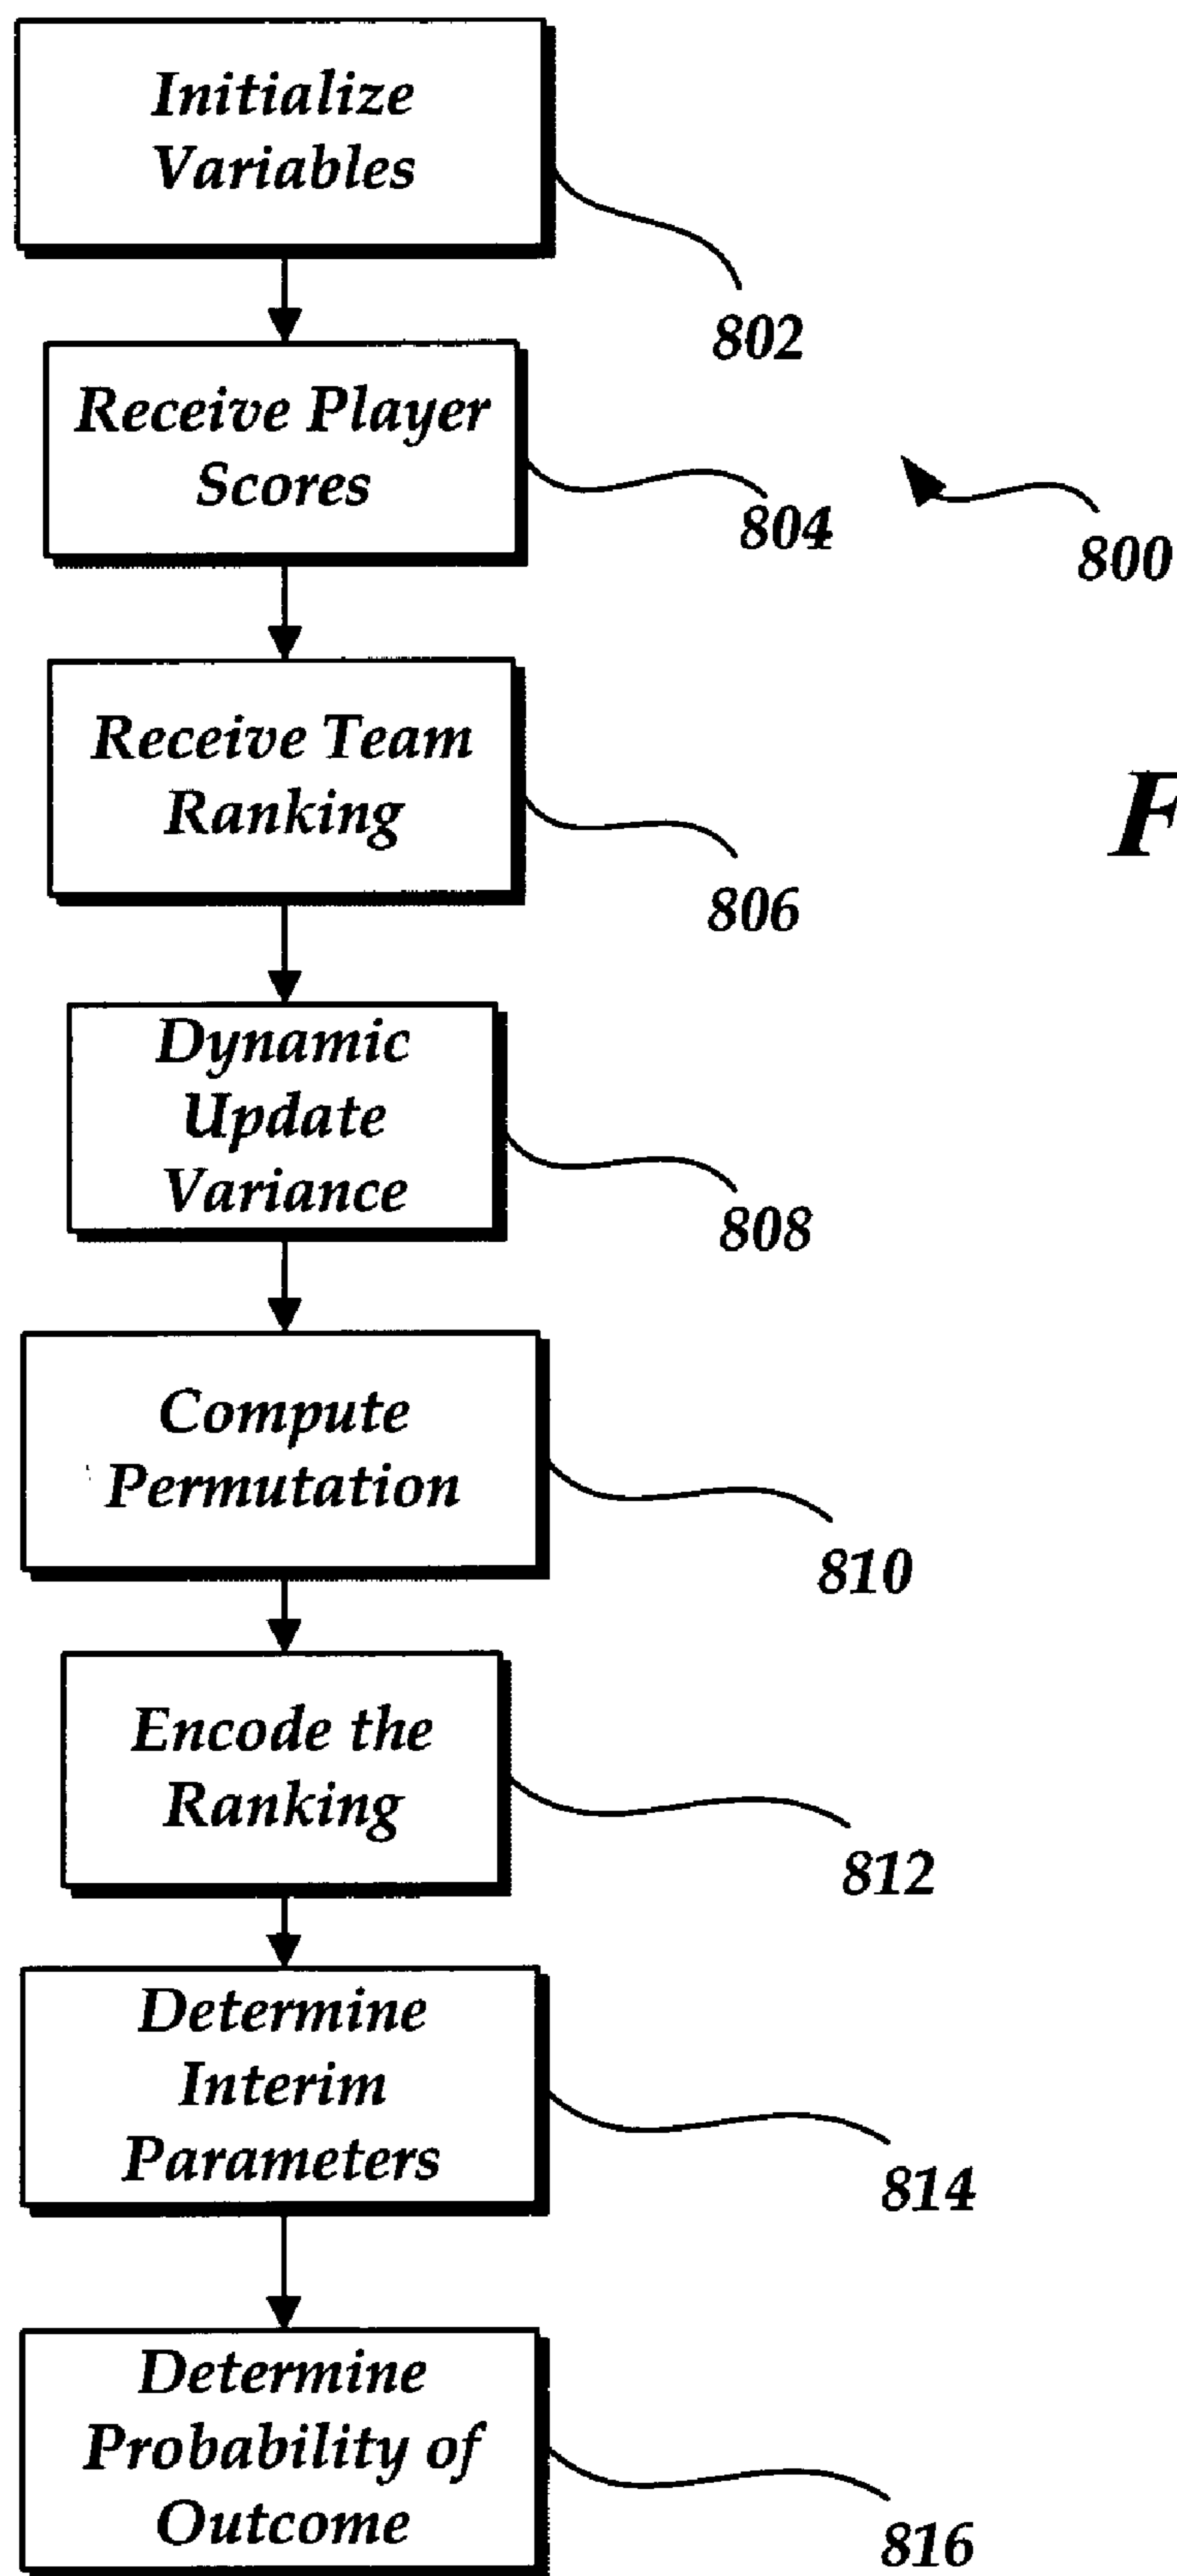 Initialize
Variables
802
Receive Player
Scores
804
800
Receive Team
Ranking
F
806
Dynamic
Update
Variance
808
Compute
Permutation
810
Encode the
Ranking
812
Determine
Interim
Parameters
814
Determine
Probability of
Outcome
816